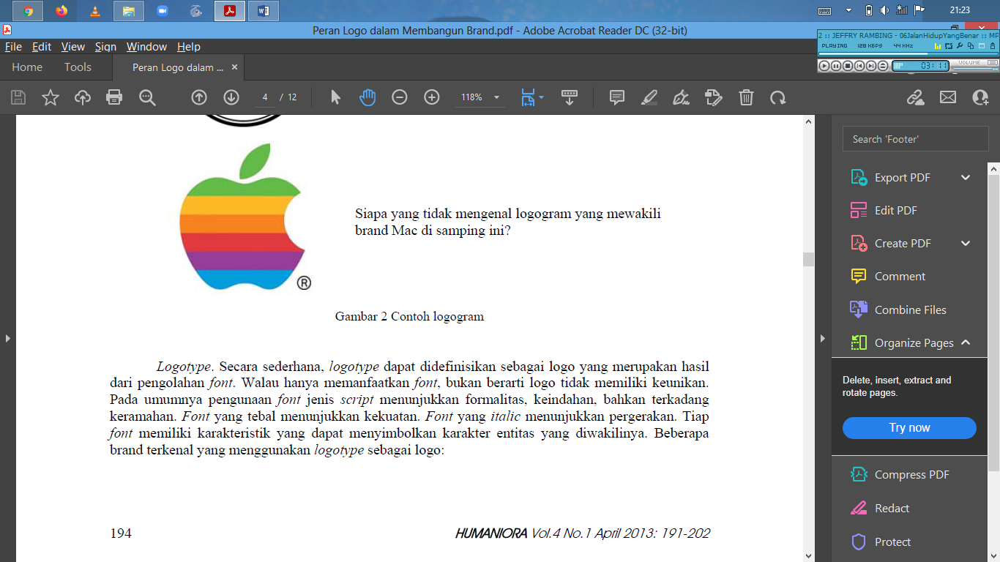 21:23
Peran Logo dalam Membangun Brand.pdf - Adobe Acrobat Reader DC (32-bit)
2 :: JEFFRY RAMBING - 06JalanHidupYangBenar :: MP
PLAYING 128 KBPS 44 KHZ
03:11
VOLUME
File Edit View Sign Window Help
Home Tools Peran Logo dalam ... ×
4 / 12 118%
Search 'Footer'
Export PDF
Edit PDF
Create PDF
Comment
Combine Files
Organize Pages
Delete, insert, extract and
rotate pages.
Try now
Compress PDF
Redact
Protect
®
Siapa yang tidak mengenal logogram yang mewakili
brand Mac di samping ini?
Gambar 2 Contoh logogram
Logotype. Secara sederhana, logotype dapat didefinisikan sebagai logo yang merupakan hasil
dari pengolahan font. Walau hanya memanfaatkan font, bukan berarti logo tidak memiliki keunikan.
Pada umumnya pengunaan font jenis script menunjukkan formalitas, keindahan, bahkan terkadang
keramahan. Font yang tebal menunjukkan kekuatan. Font yang italic menunjukkan pergerakan. Tiap
font memiliki karakteristik yang dapat menyimbolkan karakter entitas yang diwakilinya. Beberapa
brand terkenal yang menggunakan logotype sebagai logo:
194 HUMANIORA Vol.4 No.1 April 2013: 191-202